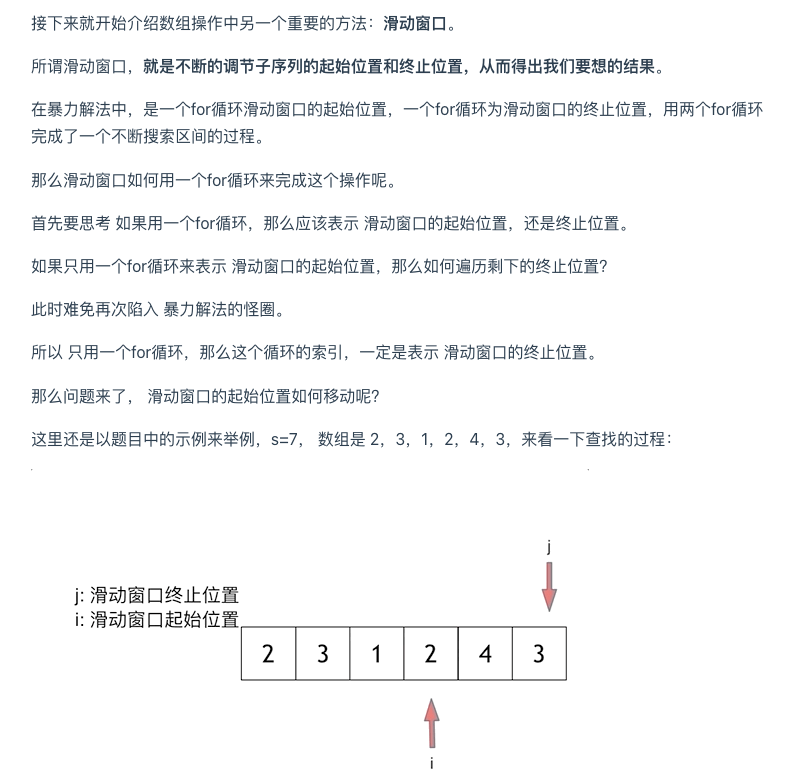 接下来就开始介绍数组操作中另一个重要的方法：滑动窗口。
所谓滑动窗口，就是不断的调节子序列的起始位置和终止位置，从而得出我们要想的结果。
在暴力解法中，是一个for循环滑动窗口的起始位置，一个for循环为滑动窗口的终止位置，用两个for循环
完成了一个不断搜索区间的过程。
那么滑动窗口如何用一个for循环来完成这个操作呢。
首先要思考 如果用一个for循环，那么应该表示 滑动窗口的起始位置，还是终止位置。
如果只用一个for循环来表示 滑动窗口的起始位置，那么如何遍历剩下的终止位置？
此时难免再次陷入 暴力解法的怪圈。
所以 只用一个for循环，那么这个循环的索引，一定是表示 滑动窗口的终止位置。
那么问题来了， 滑动窗口的起始位置如何移动呢？
这里还是以题目中的示例来举例，s=7， 数组是 2，3，1，2，4，3，来看一下查找的过程：
j
j: 滑动窗口终止位置
i: 滑动窗口起始位置
2 3 1 2 4 3
i